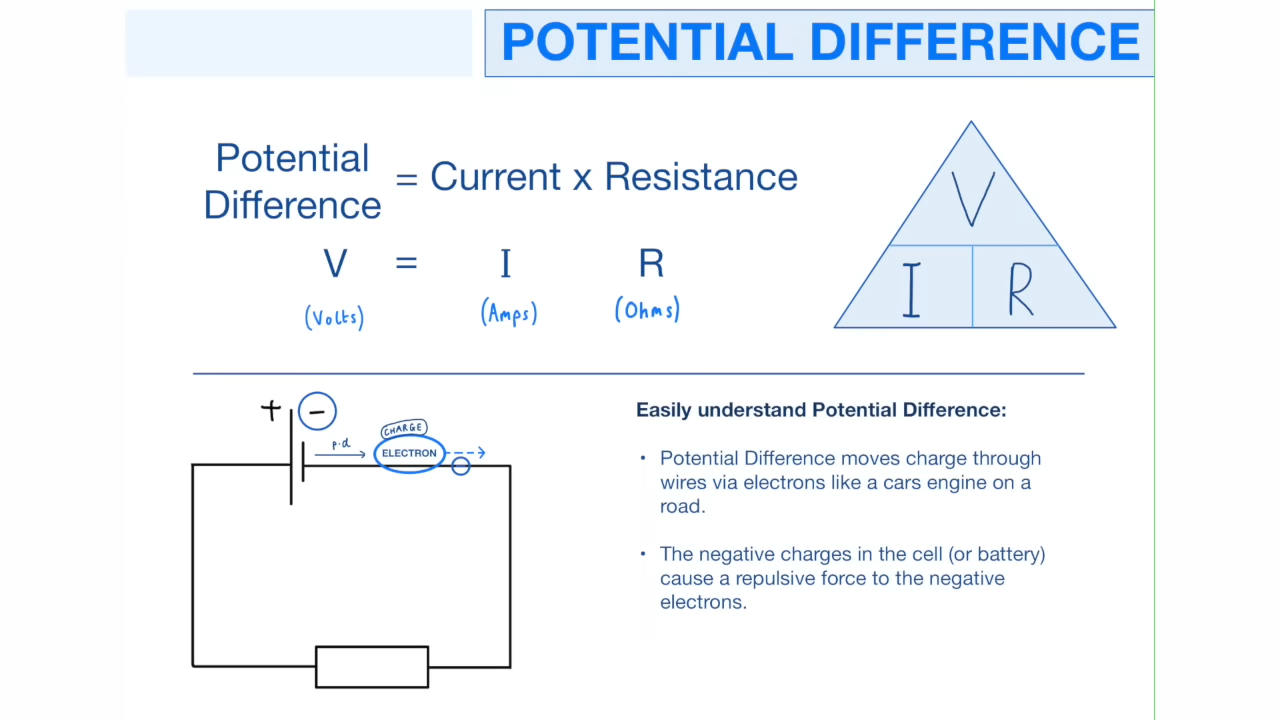 POTENTIAL DIFFERENCE
Potential
Difference
= Current x Resistance
V = I R
(Volts) (Amps) (Ohms)
V
I R
+ −
CHARGE
p.d
ELECTRON
−
Easily understand Potential Difference:
• Potential Difference moves charge through
wires via electrons like a cars engine on a
road.
• The negative charges in the cell (or battery)
cause a repulsive force to the negative
electrons.